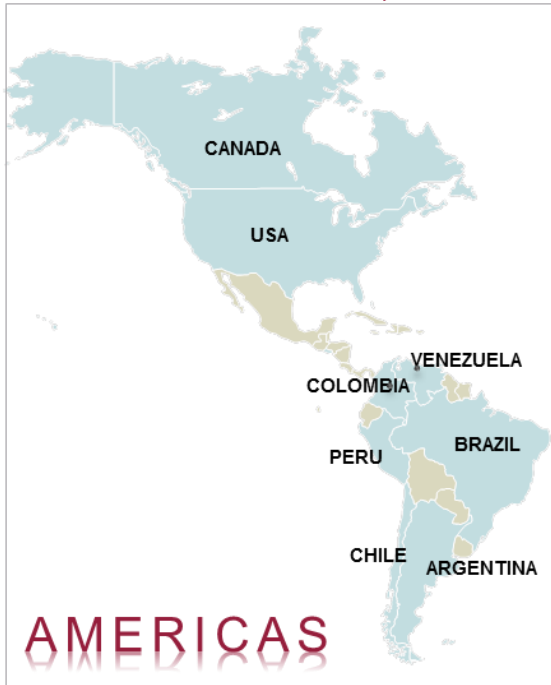 CANADA
USA
VENEZUELA
COLOMBIA
BRAZIL
PERU
CHILE
ARGENTINA
AMERICAS